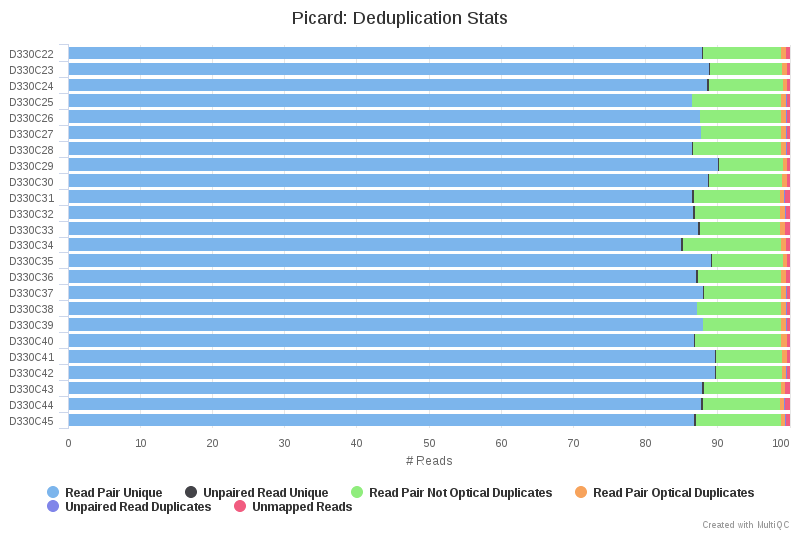 Picard: Deduplication Stats
D330C22
D330C23
D330C24
D330C25
D330C26
D330C27
D330C28
D330C29
D330C30
D330C31
D330C32
D330C33
D330C34
D330C35
D330C36
D330C37
D330C38
D330C39
D330C40
D330C41
D330C42
D330C43
D330C44
D330C45
0 10 20 30 40 50 60 70 80 90 100
# Reads
Read Pair Unique Unpaired Read Unique Read Pair Not Optical Duplicates Read Pair Optical Duplicates
Unpaired Read Duplicates Unmapped Reads
Created with MultiQC